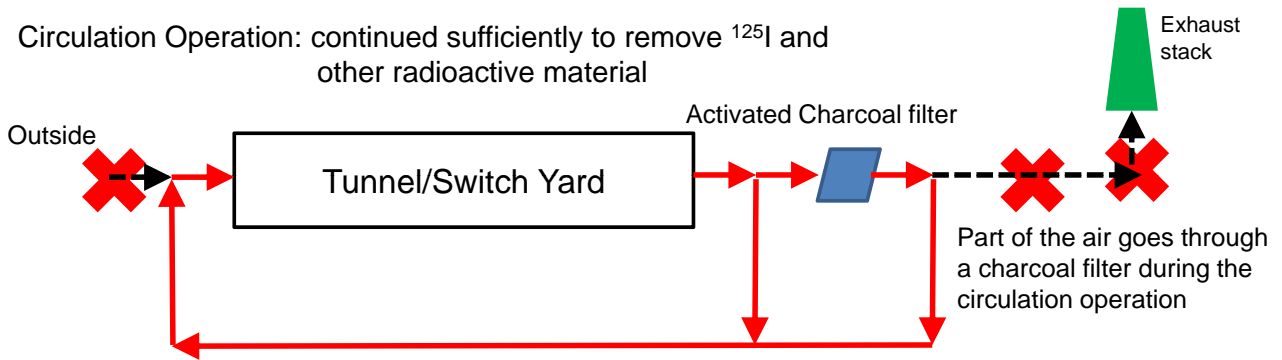 Circulation Operation: continued sufficiently to remove ¹²⁵I and
other radioactive material
Exhaust
stack
Activated Charcoal filter
Outside
Tunnel/Switch Yard
Part of the air goes through
a charcoal filter during the
circulation operation